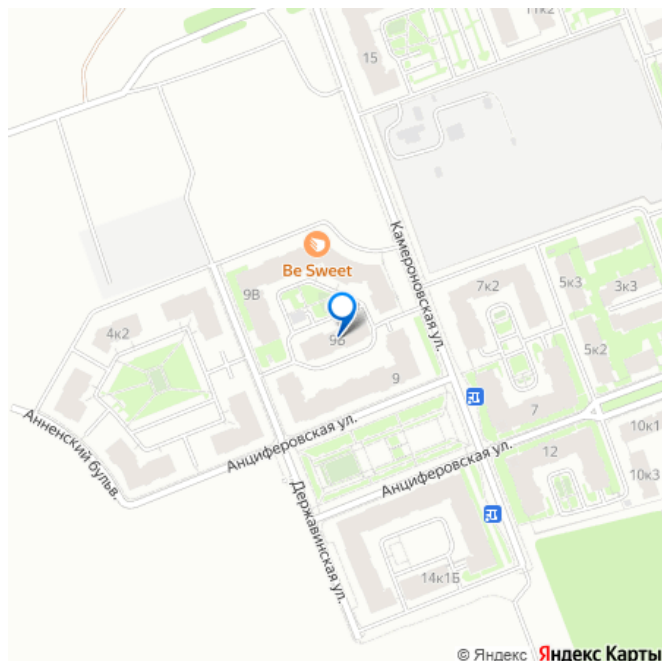 11к2
15
Камероновская ул.
Be Sweet
9В
7к2
5к3
3к3
4к2
9Б
5к2
9
7
Анненский бульв.
Анциферовская ул.
10к1
12
Анциферовская ул.
10к3
Державинская ул.
14к1Б
© Яндекс Яндекс Карты